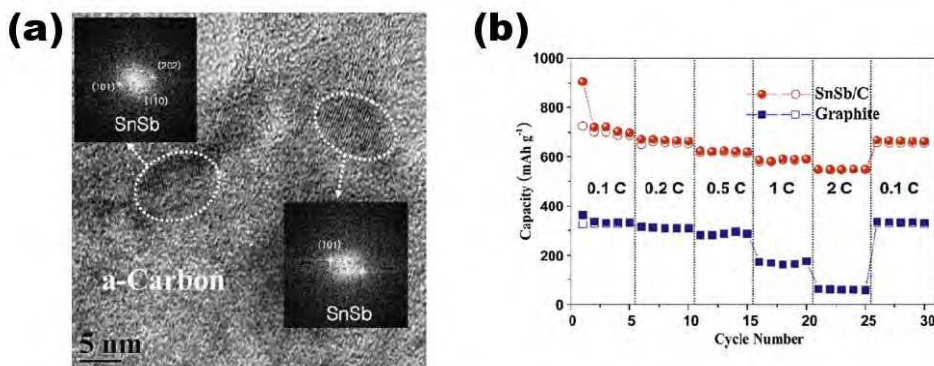 (a)
(202)
(101)
(110)
SnSb
(101)
SnSb
a-Carbon
5 nm
(b)
1000
800
600
400
200
0
Capacity (mAh g⁻¹)
SnSb/C
Graphite
0.1 C
0.2 C
0.5 C
1 C
2 C
0.1 C
0
5
10
15
20
25
30
Cycle Number